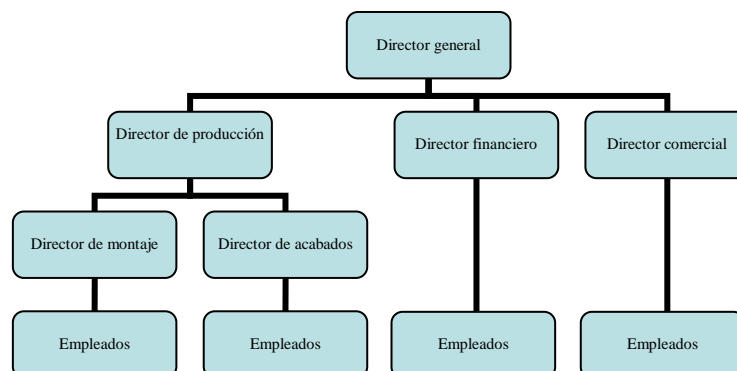 Director general
Director de producción
Director financiero
Director comercial
Director de montaje
Director de acabados
Empleados
Empleados
Empleados
Empleados